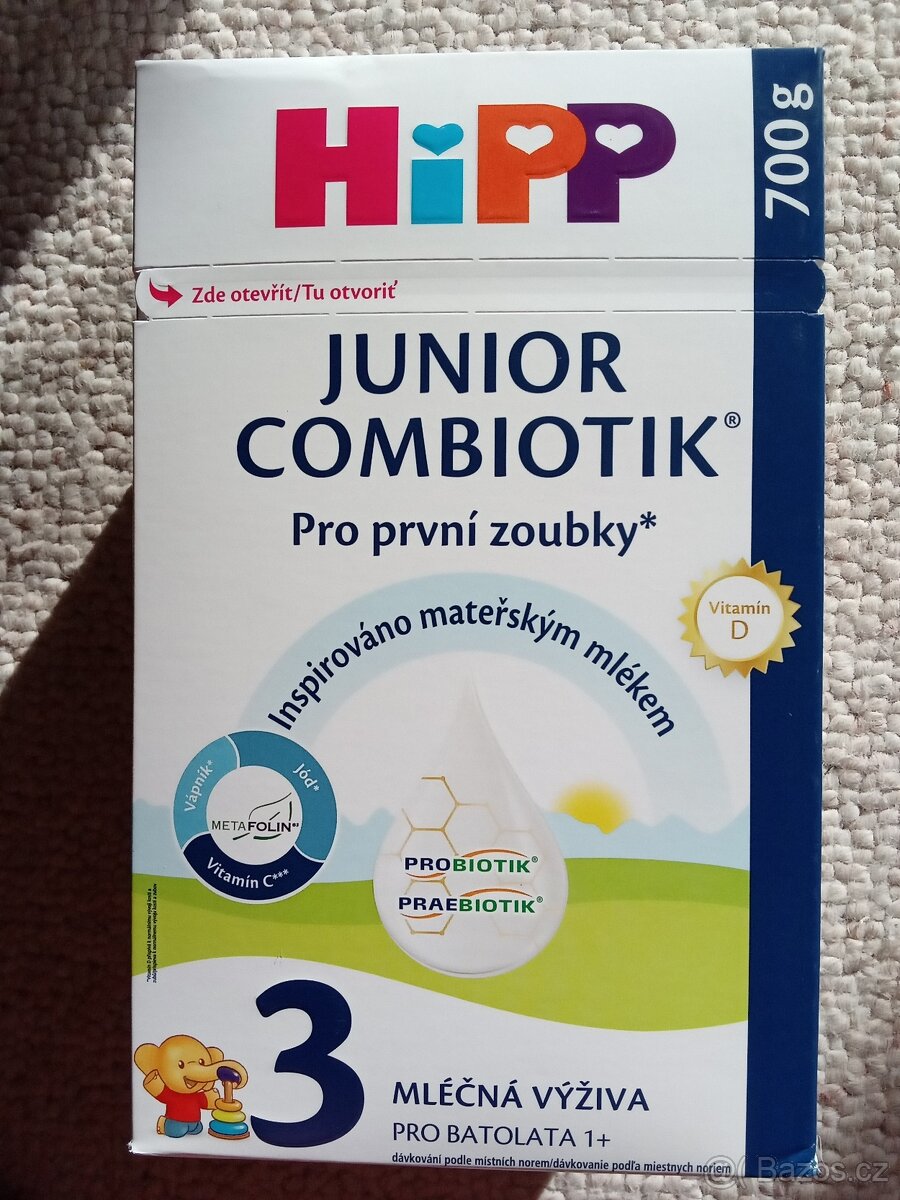 HiPP
700 g
Zde otevřít/Tu otvoriť
JUNIOR
COMBIOTIK®
Pro první zoubky*
Vitamín
D
Inspirováno mateřským mlékem
Vápník*
Jód*
METAFOLIN®
Vitamín C***
PROBIOTIK®
PRAEBIOTIK®
3
MLÉČNÁ VÝŽIVA
PRO BATOLATA 1+
dávkování podle místních norem/dávkovanie podľa miestnych noriem
Bazos.cz